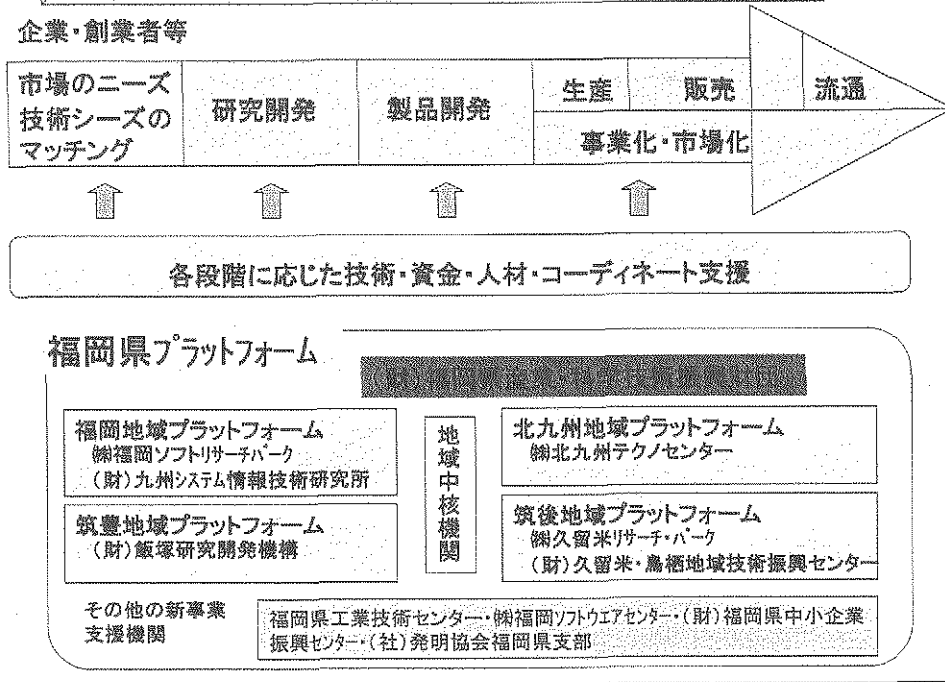 企業・創業者等
市場のニーズ
技術シーズの
マッチング
研究開発
製品開発
生産
販売
流通
事業化・市場化
各段階に応じた技術・資金・人材・コーディネート支援
福岡県プラットフォーム
福岡地域プラットフォーム
㈱福岡ソフトリサーチパーク
(財)九州システム情報技術研究所
筑豊地域プラットフォーム
(財)飯塚研究開発機構
地域中核機関
北九州地域プラットフォーム
㈱北九州テクノセンター
筑後地域プラットフォーム
㈱久留米リサーチ・パーク
(財)久留米・鳥栖地域技術振興センター
その他の新事業
支援機関
福岡県工業技術センター・㈱福岡ソフトウエアセンター・(財)福岡県中小企業
振興センター・(社)発明協会福岡県支部